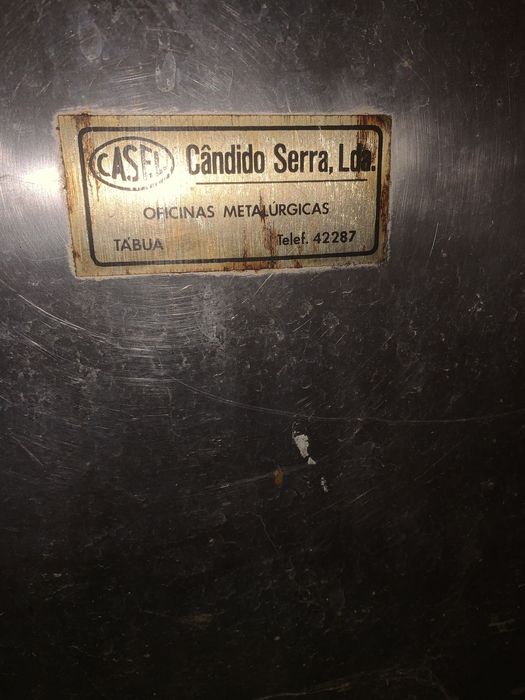 CASEL Cândido Serra, Lda.
OFICINAS METALÚRGICAS
TÁBUA Telef. 42287